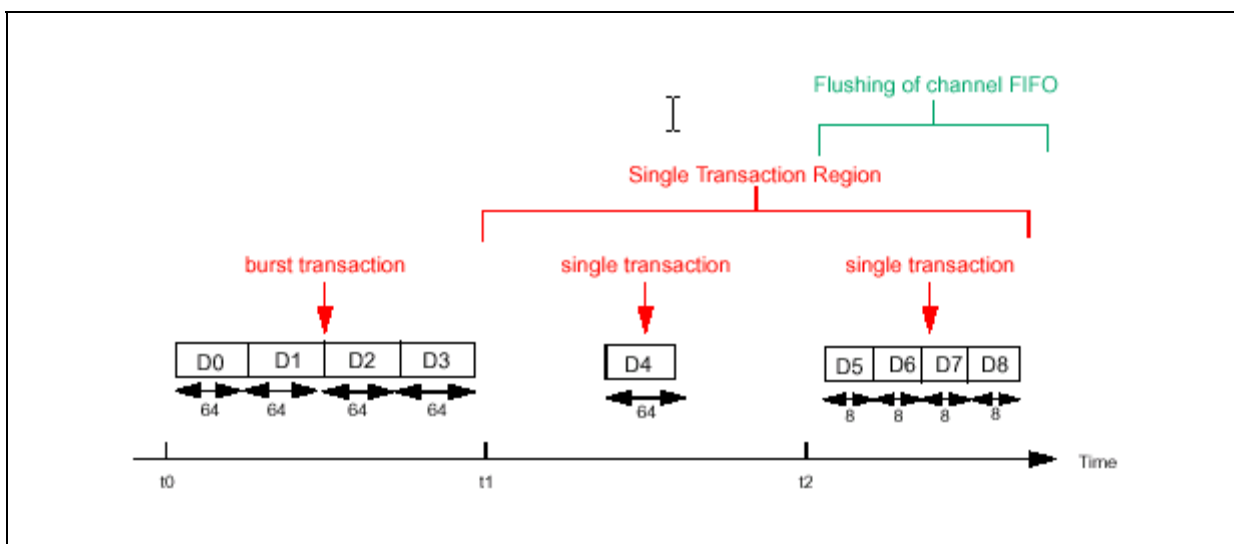 Flushing of channel FIFO
Single Transaction Region
burst transaction single transaction single transaction
D0 D1 D2 D3 D4 D5 D6 D7 D8
64 64 64 64 64 8 8 8 8
t0 t1 t2 Time